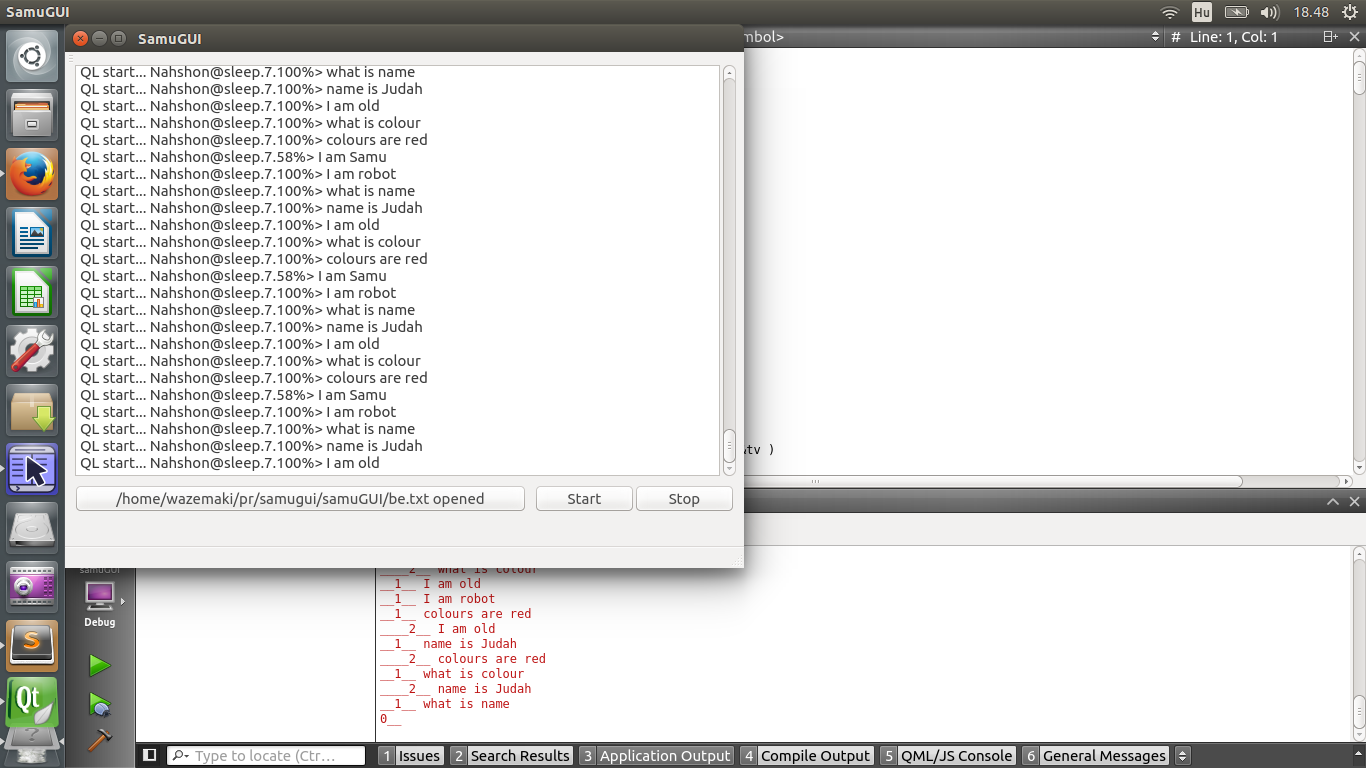 SamuGUI
Hu
18.48
SamuGUI
mbol>
# Line: 1, Col: 1
QL start... Nahshon@sleep.7.100%> what is name
QL start... Nahshon@sleep.7.100%> name is Judah
QL start... Nahshon@sleep.7.100%> I am old
QL start... Nahshon@sleep.7.100%> what is colour
QL start... Nahshon@sleep.7.100%> colours are red
QL start... Nahshon@sleep.7.58%> I am Samu
QL start... Nahshon@sleep.7.100%> I am robot
QL start... Nahshon@sleep.7.100%> what is name
QL start... Nahshon@sleep.7.100%> name is Judah
QL start... Nahshon@sleep.7.100%> I am old
QL start... Nahshon@sleep.7.100%> what is colour
QL start... Nahshon@sleep.7.100%> colours are red
QL start... Nahshon@sleep.7.58%> I am Samu
QL start... Nahshon@sleep.7.100%> I am robot
QL start... Nahshon@sleep.7.100%> what is name
QL start... Nahshon@sleep.7.100%> name is Judah
QL start... Nahshon@sleep.7.100%> I am old
QL start... Nahshon@sleep.7.100%> what is colour
QL start... Nahshon@sleep.7.100%> colours are red
QL start... Nahshon@sleep.7.58%> I am Samu
QL start... Nahshon@sleep.7.100%> I am robot
QL start... Nahshon@sleep.7.100%> what is name
QL start... Nahshon@sleep.7.100%> name is Judah
QL start... Nahshon@sleep.7.100%> I am old
tv )
/home/wazemaki/pr/samugui/samuGUI/be.txt opened
Start
Stop
samuGUI
Debug
____2__ what is colour
__1__ I am old
__1__ I am robot
__1__ colours are red
____2__ I am old
__1__ name is Judah
____2__ colours are red
__1__ what is colour
____2__ name is Judah
__1__ what is name
0__
S
Qt
Type to locate (Ctr...
1 Issues
2 Search Results
3 Application Output
4 Compile Output
5 QML/JS Console
6 General Messages